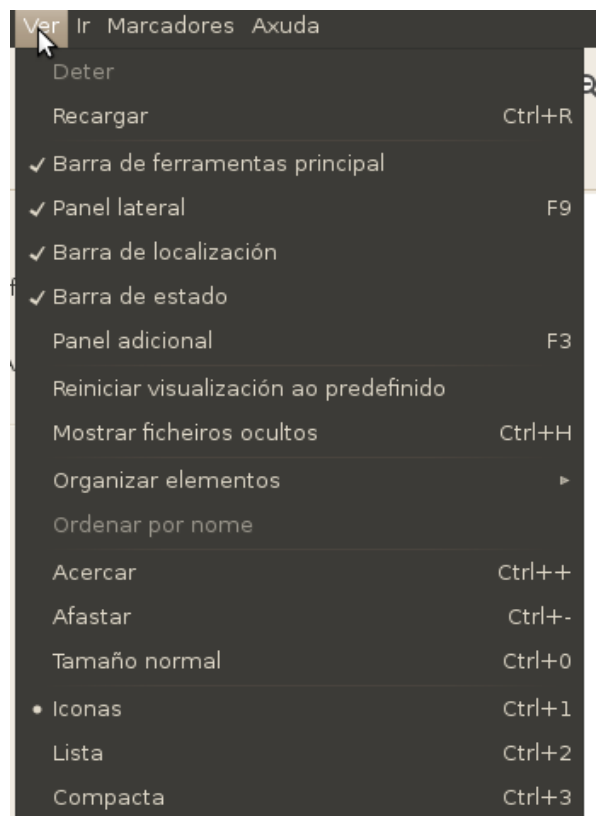 Ver Ir Marcadores Axuda
Deter
Recargar Ctrl+R
Barra de ferramentas principal
Panel lateral F9
Barra de localización
Barra de estado
Panel adicional F3
Reiniciar visualización ao predefinido
Mostrar ficheiros ocultos Ctrl+H
Organizar elementos
Ordenar por nome
Acercar Ctrl++
Afastar Ctrl+-
Tamaño normal Ctrl+0
Iconas Ctrl+1
Lista Ctrl+2
Compacta Ctrl+3